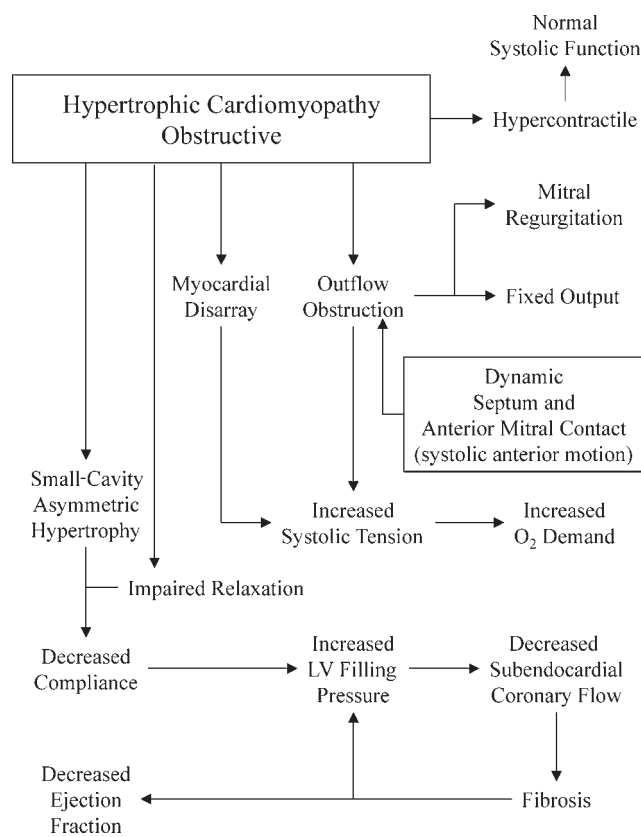 Normal
Systolic Function
Hypertrophic Cardiomyopathy
Obstructive
Hypercontractile
Mitral
Regurgitation
Myocardial
Disarray
Outflow
Obstruction
Fixed Output
Dynamic
Septum and
Anterior Mitral Contact
(systolic anterior motion)
Small-Cavity
Asymmetric
Hypertrophy
Increased
Systolic Tension
Increased
O₂ Demand
Impaired Relaxation
Decreased
Compliance
Increased
LV Filling
Pressure
Decreased
Subendocardial
Coronary Flow
Decreased
Ejection
Fraction
Fibrosis